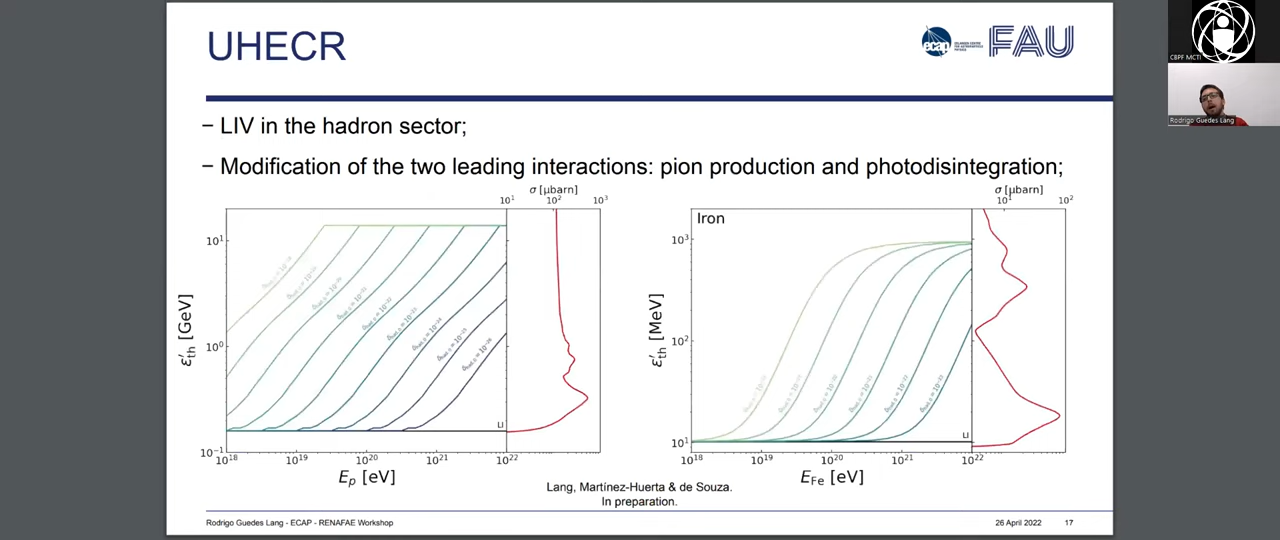 UHECR
ecap
FAU
CBPF MCTI
Rodrigo Guedes Lang
− LIV in the hadron sector;
− Modification of the two leading interactions: pion production and photodisintegration;
σ [μbarn]
10¹ 10² 10³
10¹
10⁰
10⁻¹
ε'th [GeV]
LI
10¹⁸ 10¹⁹ 10²⁰ 10²¹ 10²²
Ep [eV]
σ [μbarn]
10¹ 10²
Iron
10³
10²
10¹
ε'th [MeV]
LI
10¹⁸ 10¹⁹ 10²⁰ 10²¹ 10²²
EFe [eV]
Lang, Martínez-Huerta & de Souza.
In preparation.
Rodrigo Guedes Lang - ECAP - RENAFAE Workshop
26 April 2022 17